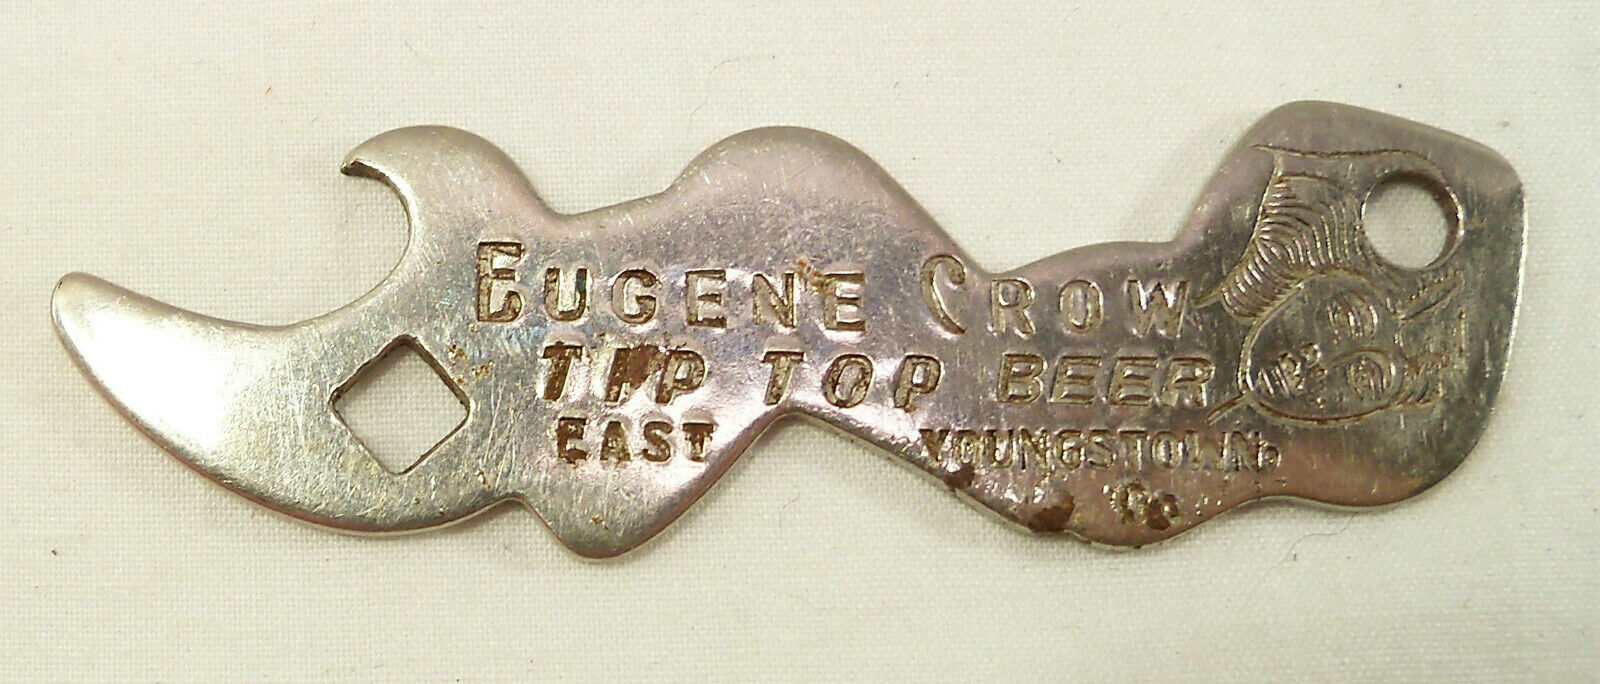 EUGENE CROW
TIP TOP BEER
EAST YOUNGSTOWN,